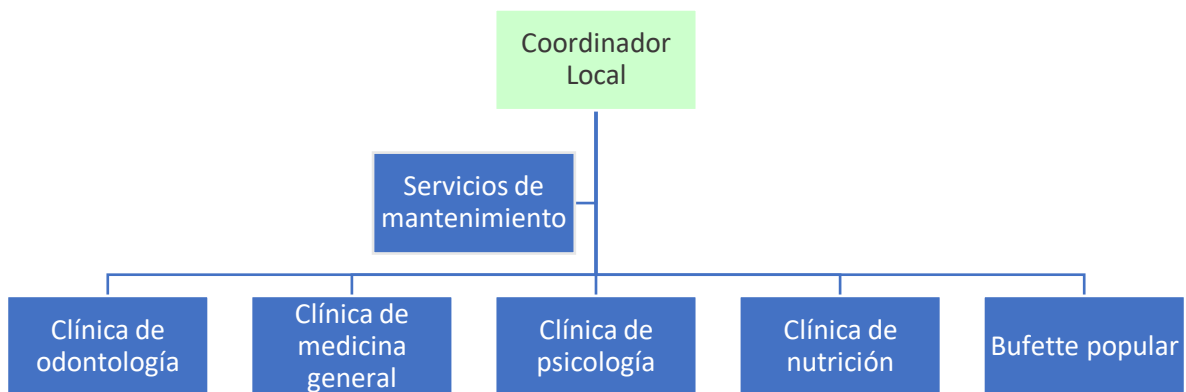 Coordinador
Local
Servicios de
mantenimiento
Clínica de
odontología
Clínica de
medicina
general
Clínica de
psicología
Clínica de
nutrición
Bufette popular